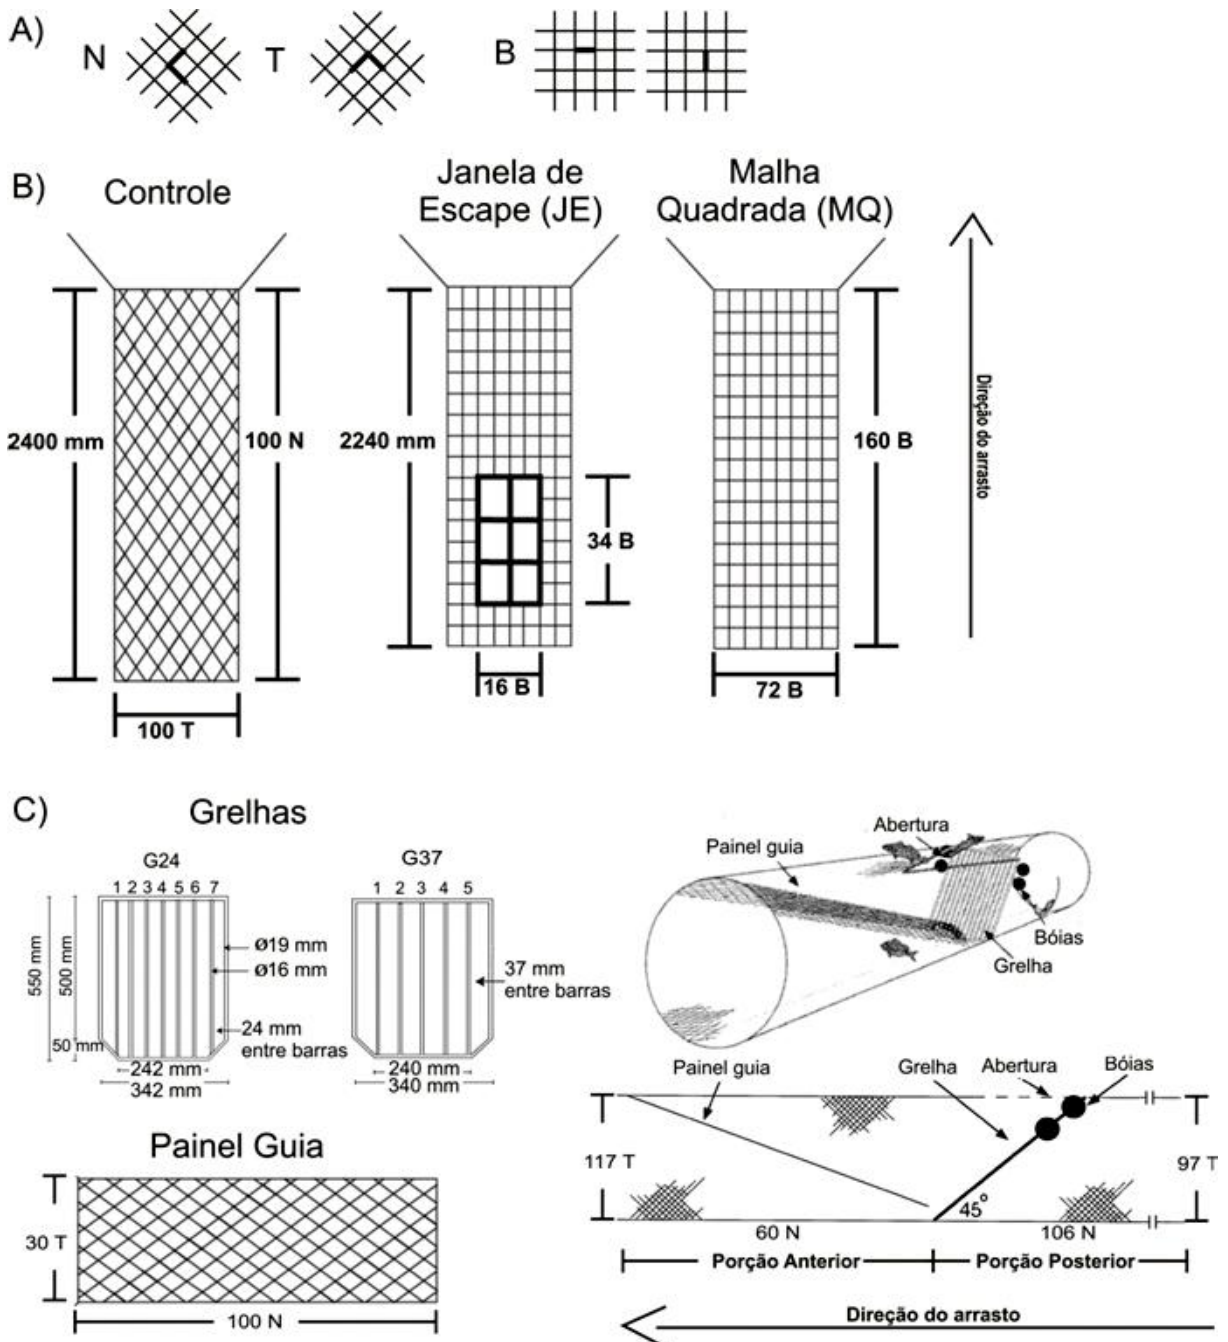 A)
N
T
B
B)
Controle
Janela de
Escape (JE)
Malha
Quadrada (MQ)
2400 mm
100 N
100 T
2240 mm
34 B
16 B
160 B
72 B
Direção do arrasto
C)
Grelhas
G24
1 2 3 4 5 6 7
550 mm
500 mm
50 mm
Ø19 mm
Ø16 mm
24 mm
entre barras
242 mm
342 mm
G37
1 2 3 4 5
37 mm
entre barras
240 mm
340 mm
Painel guia
Abertura
Bóias
Grelha
Painel Guia
30 T
100 N
Painel guia
Grelha
Abertura
Bóias
117 T
97 T
45°
60 N
106 N
Porção Anterior
Porção Posterior
Direção do arrasto